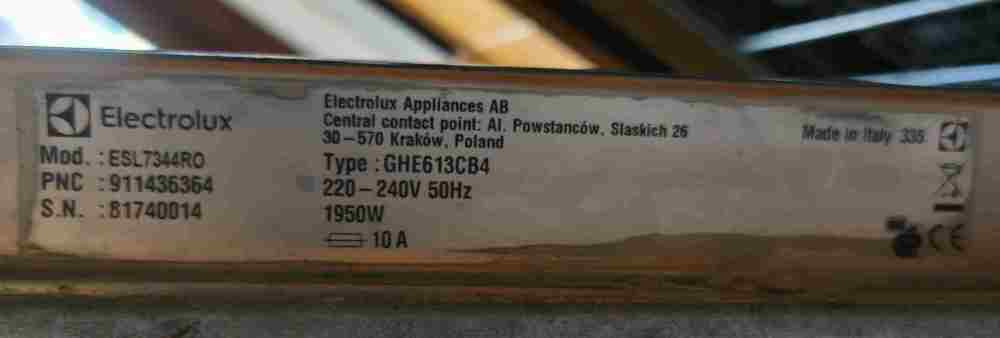 Electrolux
Mod. : ESL7344RO
PNC : 911436364
S.N. : 81740014
Electrolux Appliances AB
Central contact point: Al. Powstanców, Slaskich 26
30-570 Kraków, Poland
Type : GHE613CB4
220-240V 50Hz
1950W
10 A
Made in Italy 335
CE